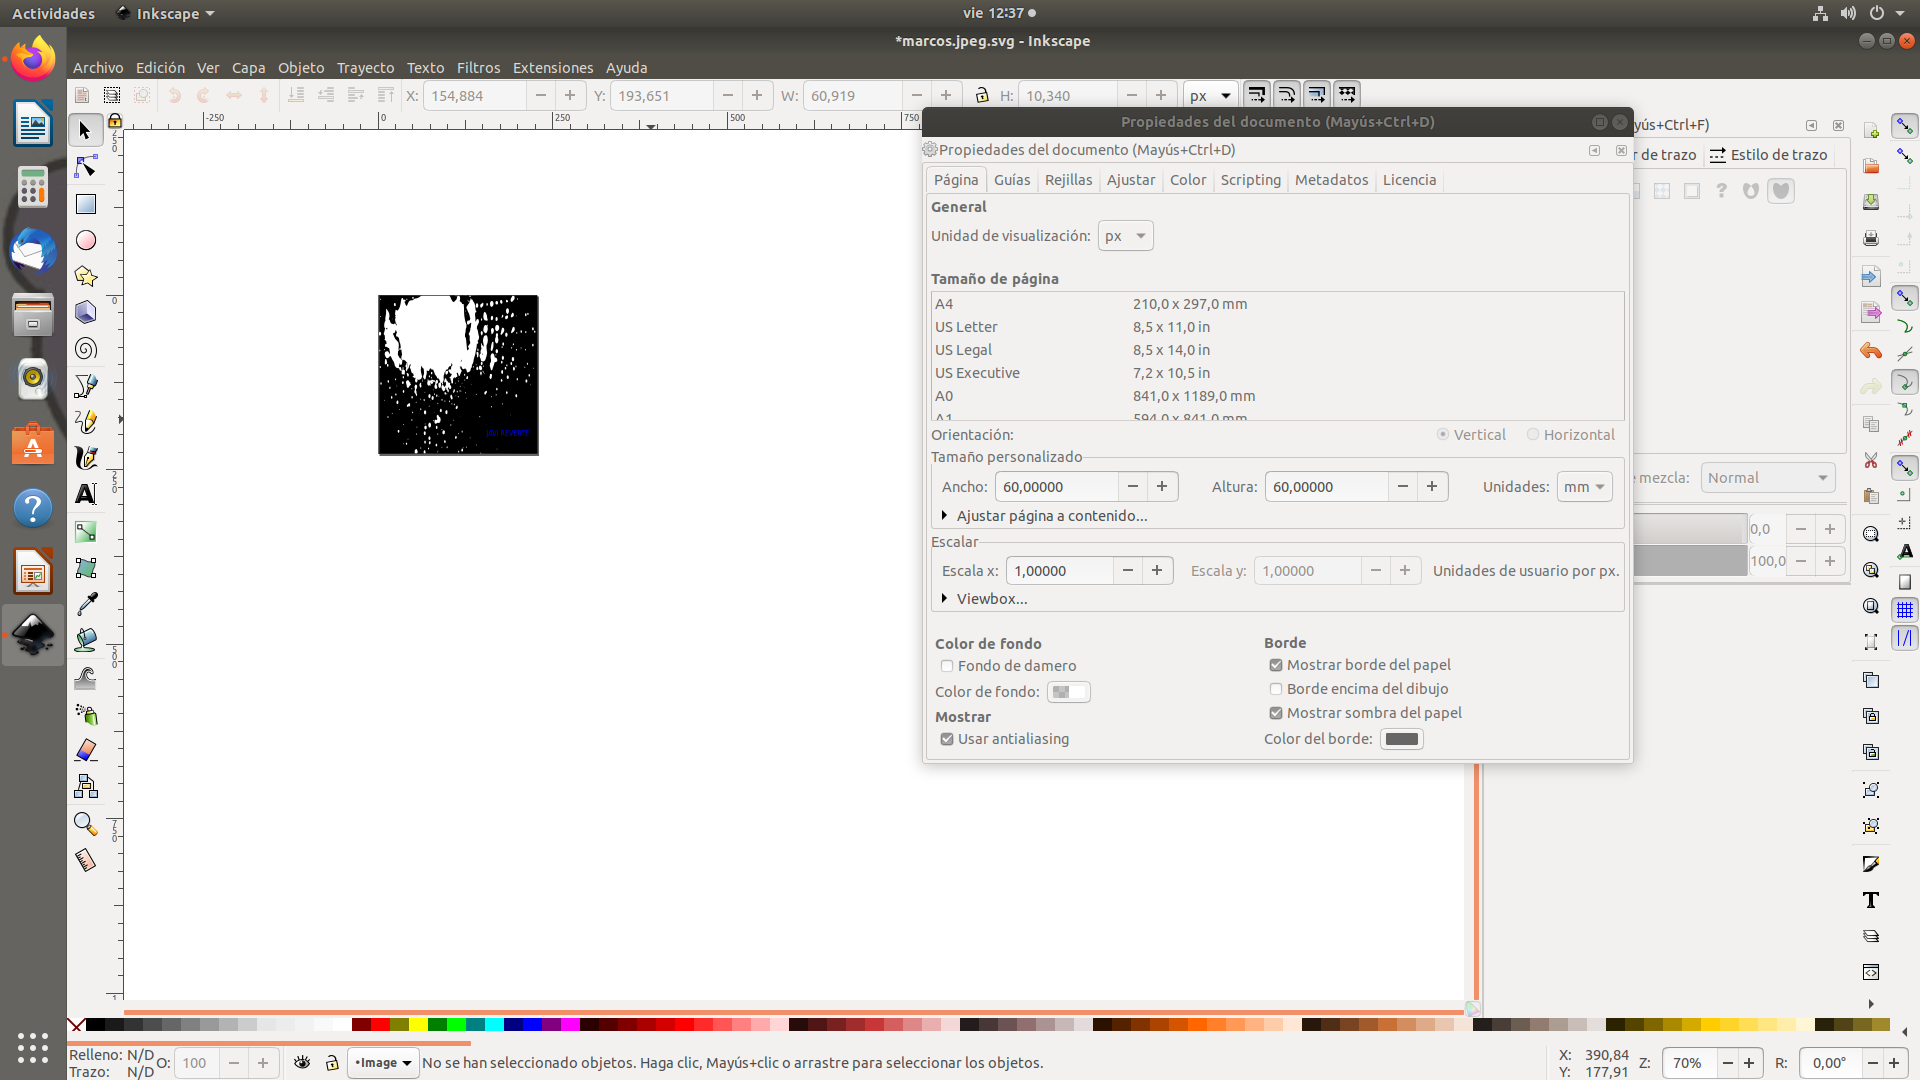 Actividades
Inkscape
vie 12:37
*marcos.jpeg.svg - Inkscape
Archivo Edición Ver Capa Objeto Trayecto Texto Filtros Extensiones Ayuda
X: 154,884 Y: 193,651 W: 60,919 H: 10,340 px
-250 0 250 500 750
Propiedades del documento (Mayús+Ctrl+D)
yús+Ctrl+F)
Propiedades del documento (Mayús+Ctrl+D)
r de trazo Estilo de trazo
Página Guías Rejillas Ajustar Color Scripting Metadatos Licencia
General
Unidad de visualización: px
Tamaño de página
A4 210,0 x 297,0 mm
US Letter 8,5 x 11,0 in
US Legal 8,5 x 14,0 in
US Executive 7,2 x 10,5 in
A0 841,0 x 1189,0 mm
A1 594,0 x 841,0 mm
Orientación: Vertical Horizontal
Tamaño personalizado
Ancho: 60,00000 Altura: 60,00000 Unidades: mm
Ajustar página a contenido...
Escalar
Escala x: 1,00000 Escala y: 1,00000 Unidades de usuario por px.
Viewbox...
Color de fondo
Fondo de damero
Color de fondo:
Mostrar
Usar antialiasing
Borde
Mostrar borde del papel
Borde encima del dibujo
Mostrar sombra del papel
Color del borde:
e mezcla: Normal
0,0
100,0
Relleno: N/D
Trazo: N/D
O: 100
•Image
No se han seleccionado objetos. Haga clic, Mayús+clic o arrastre para seleccionar los objetos.
X: 390,84
Y: 177,91
Z: 70%
R: 0,00°